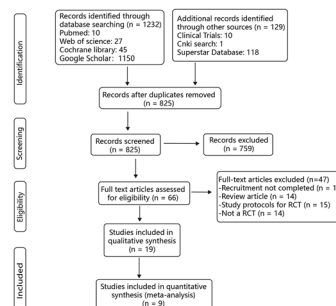 Identification
Records identified through
database searching (n = 1232)
Pubmed: 10
Web of science: 27
Cochrane library: 45
Google Scholar:  1150
Additional records identified
through other sources (n = 129)
Clinical Trials: 10
Cnki search: 1
Superstar Database: 118
Records after duplicates removed
(n = 825)
Screening
Records screened
(n = 825)
Records excluded
(n = 759)
Eligibility
Full text articles assessed
for eligibility (n = 66)
Full-text articles excluded (n=47)
-Recruitment not completed (n = 1
-Review article (n = 14)
-Study protocols for RCT (n = 15)
-Not a RCT (n = 14)
Studies included in
qualitative synthesis
(n = 19)
Included
Studies included in quantitative
synthesis (meta-analysis)
(n = 9)